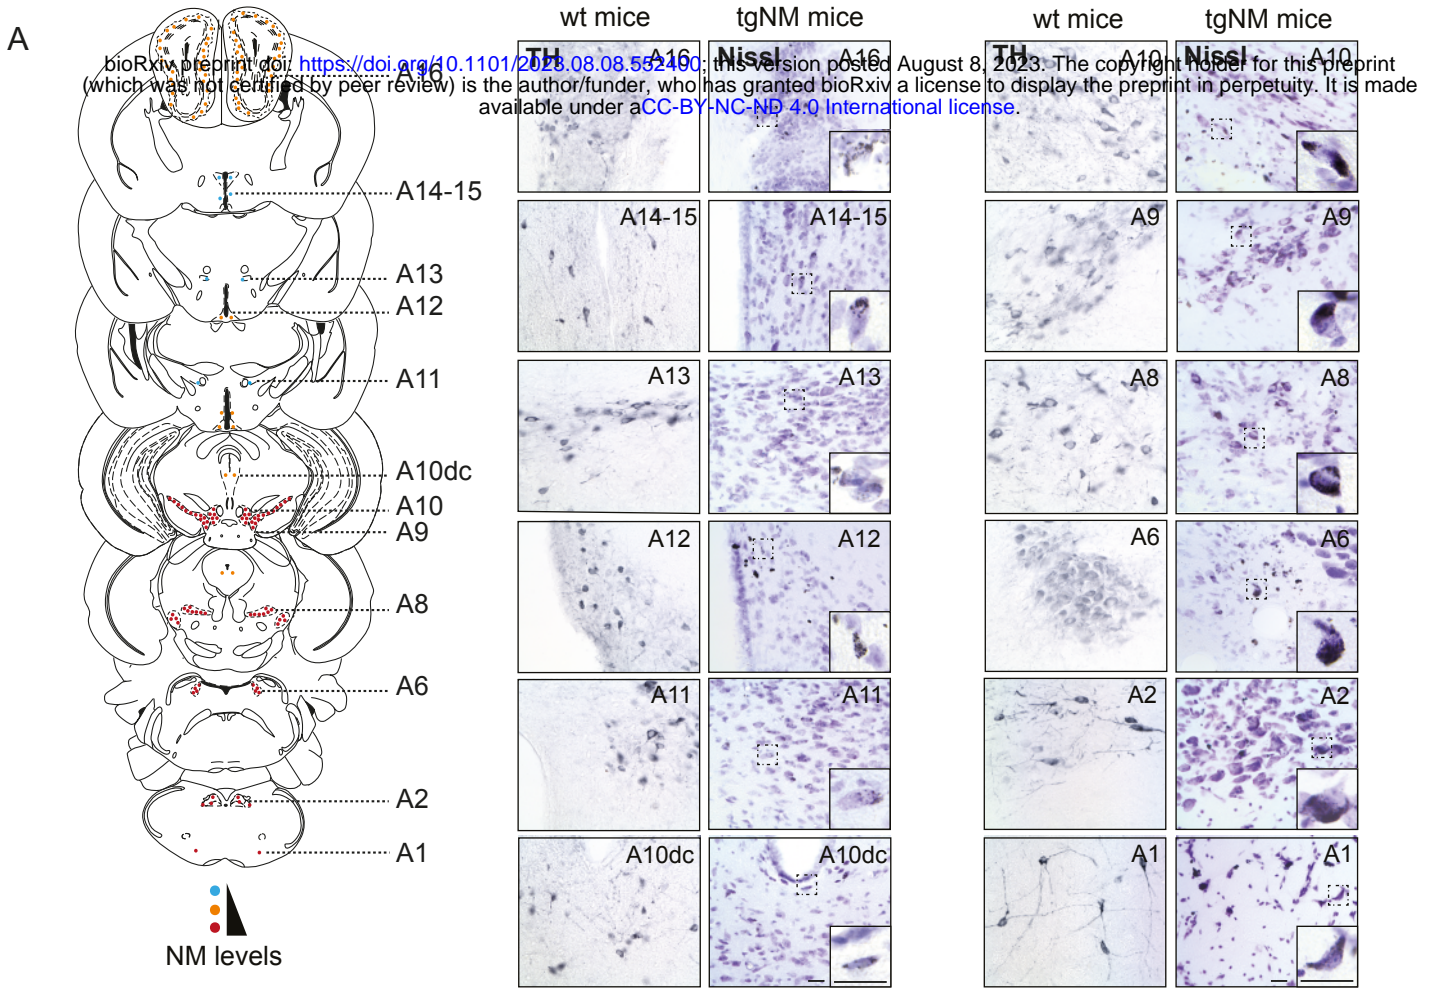 A
wt mice
tgNM mice
wt mice
tgNM mice
TH
A16
Nissl
A16
TH
A10
Nissl
A10
bioRxiv preprint doi: https://doi.org/10.1101/2023.08.08.552400; this version posted August 8, 2023. The copyright holder for this preprint
(which was not certified by peer review) is the author/funder, who has granted bioRxiv a license to display the preprint in perpetuity. It is made
available under aCC-BY-NC-ND 4.0 International license.
A16
A14-15
A13
A12
A11
A10dc
A10
A9
A8
A6
A2
A1
NM levels
A14-15
A14-15
A9
A9
A13
A13
A8
A8
A12
A12
A6
A6
A11
A11
A2
A2
A10dc
A10dc
A1
A1